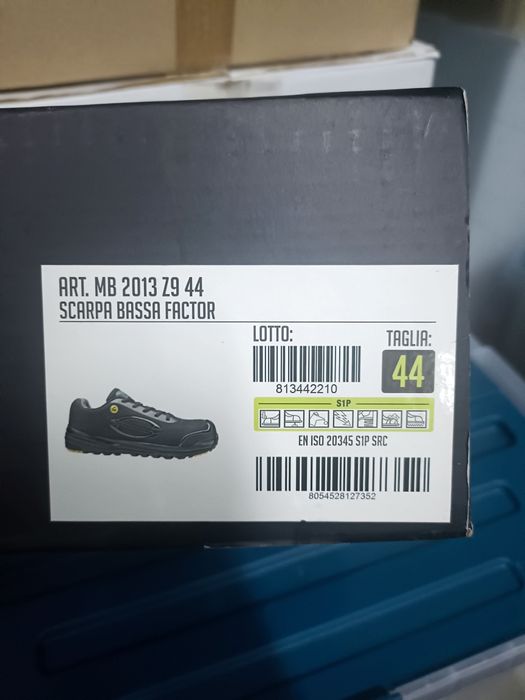 ART. MB 2013 Z9 44
SCARPA BASSA FACTOR
LOTTO:
813442210
TAGLIA:
44
S1P
EN ISO 20345 S1P SRC
8054528127352